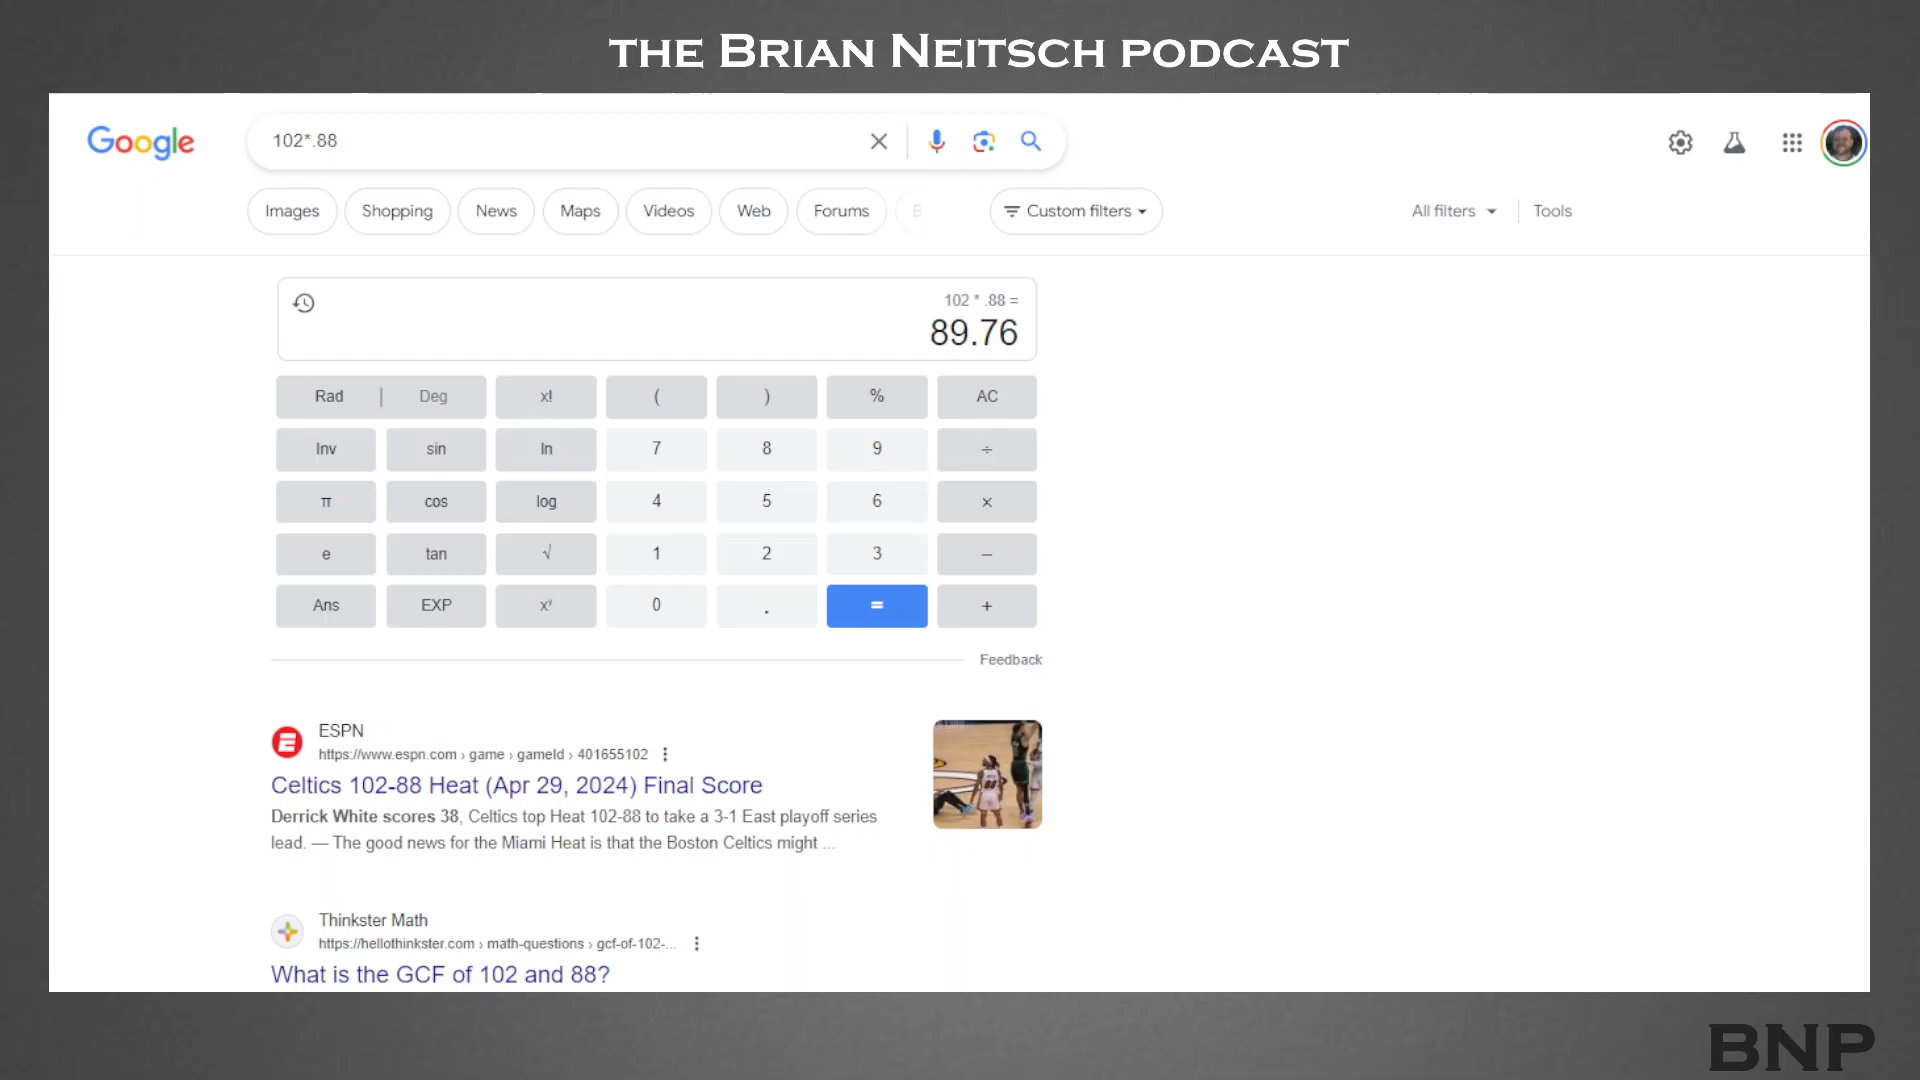 THE BRIAN NEITSCH PODCAST
Google
102*.88
Images Shopping News Maps Videos Web Forums B Custom filters All filters Tools
102 * .88 =
89.76
Rad | Deg x! ( ) % AC
Inv sin ln 7 8 9 ÷
π cos log 4 5 6 ×
e tan √ 1 2 3 −
Ans EXP xʸ 0 . = +
Feedback
ESPN
https://www.espn.com › game › gameId › 401655102
Celtics 102-88 Heat (Apr 29, 2024) Final Score
Derrick White scores 38, Celtics top Heat 102-88 to take a 3-1 East playoff series
lead. — The good news for the Miami Heat is that the Boston Celtics might ...
Thinkster Math
https://hellothinkster.com › math-questions › gcf-of-102-...
What is the GCF of 102 and 88?
BNP